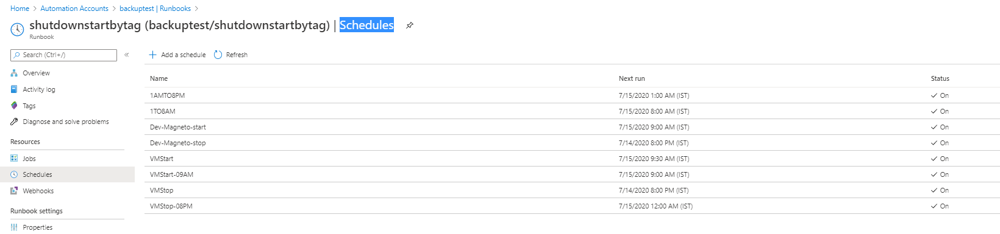 Home > Automation Accounts > backuptest | Runbooks >
shutdownstartbytag (backuptest/shutdownstartbytag) | Schedules
Runbook
Search (Ctrl+/) «
Overview
Activity log
Tags
Diagnose and solve problems
Resources
Jobs
Schedules
Webhooks
Runbook settings
Properties
+ Add a schedule Refresh
Name Next run Status
1AMTO8PM 7/15/2020 1:00 AM (IST) On
1TO8AM 7/15/2020 8:00 AM (IST) On
Dev-Magneto-start 7/15/2020 9:00 AM (IST) On
Dev-Magneto-stop 7/14/2020 8:00 PM (IST) On
VMStart 7/15/2020 9:30 AM (IST) On
VMStart-09AM 7/15/2020 9:00 AM (IST) On
VMStop 7/14/2020 8:00 PM (IST) On
VMStop-08PM 7/15/2020 12:00 AM (IST) On